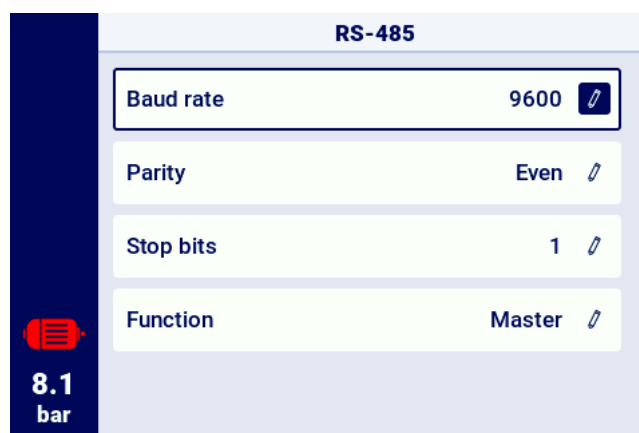 RS-485
Baud rate 9600
Parity Even
Stop bits 1
Function Master
8.1
bar